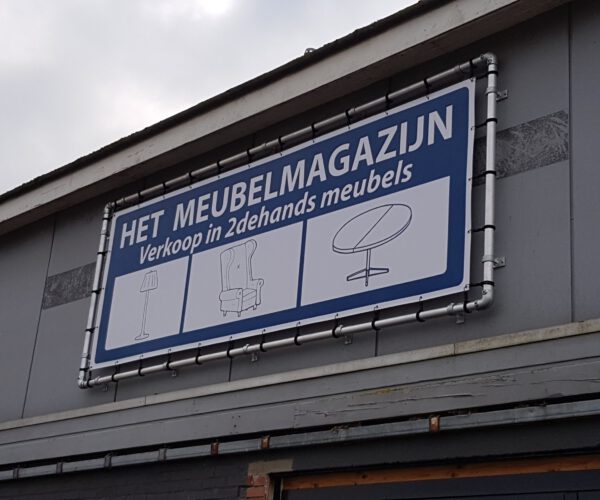 HET MEUBELMAGAZIJN
Verkoop in 2dehands meubels